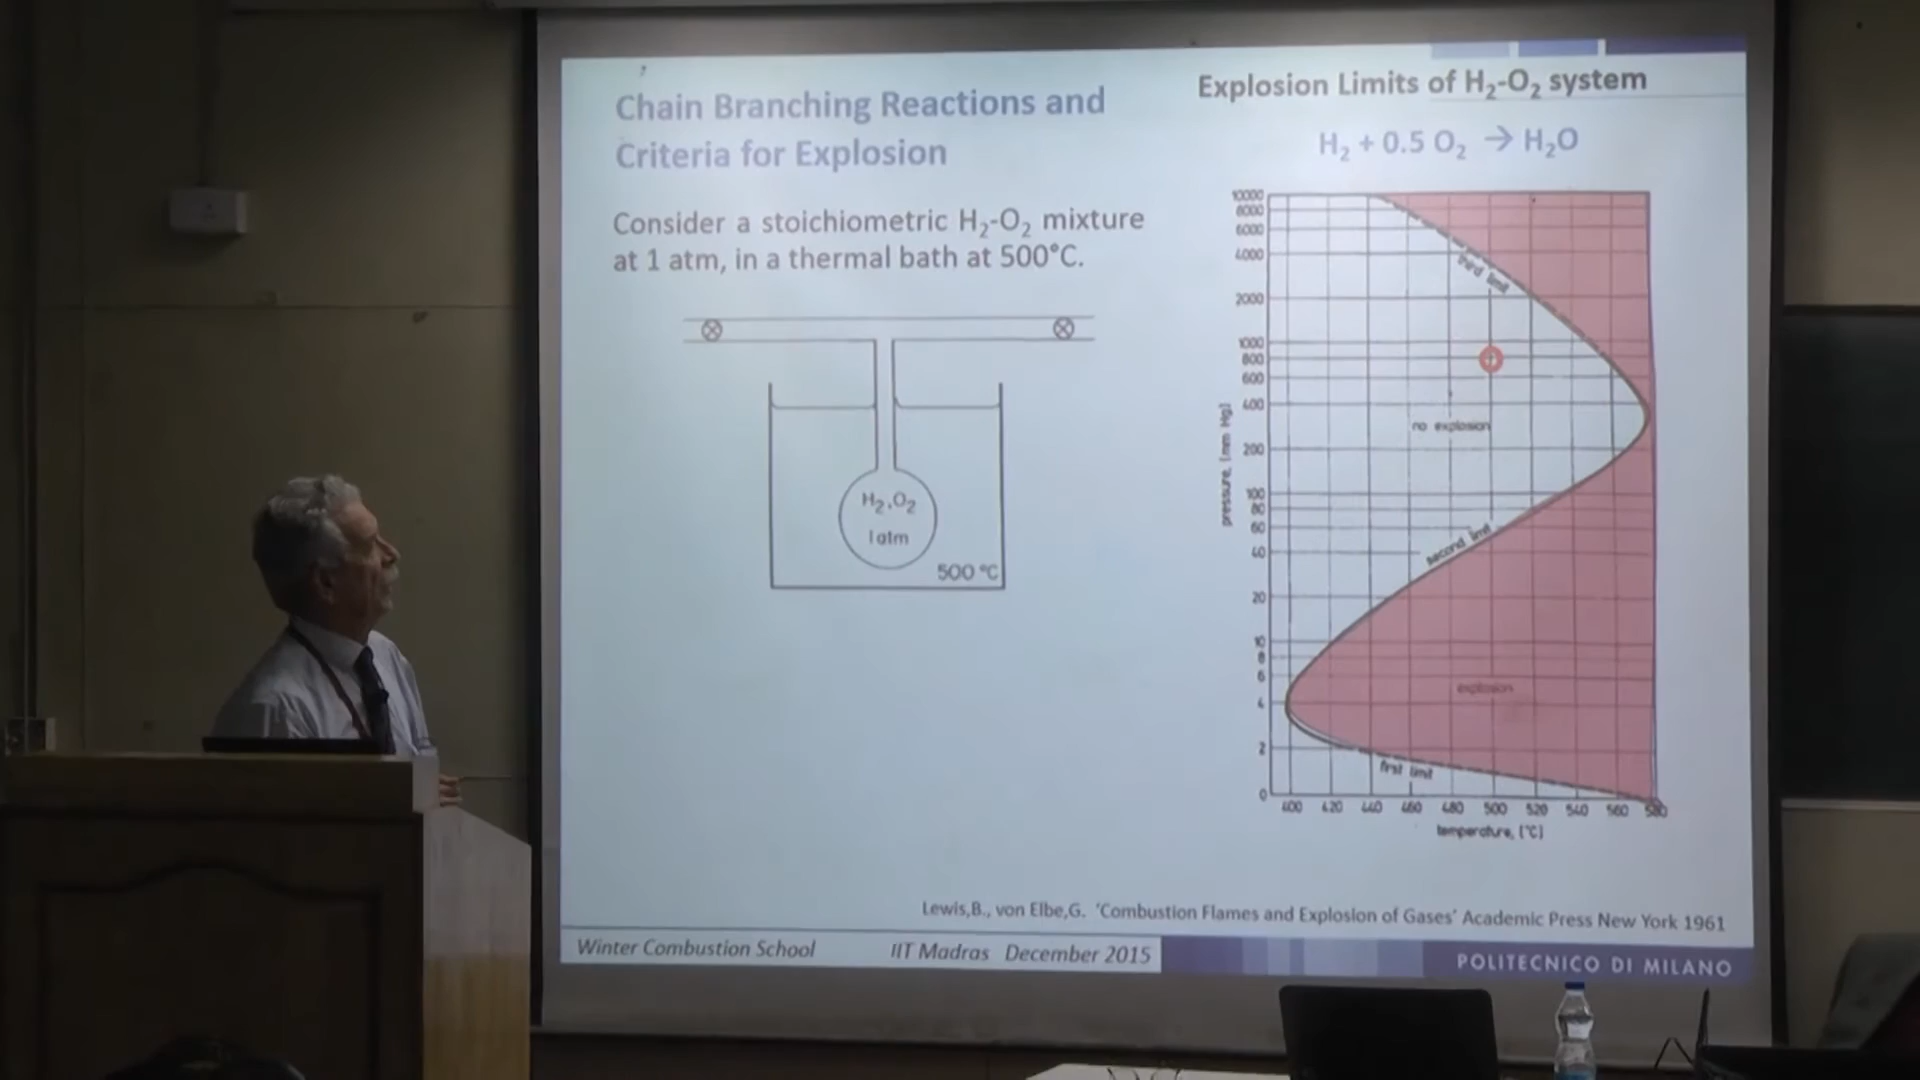 Chain Branching Reactions and
Criteria for Explosion
Consider a stoichiometric H₂-O₂ mixture
at 1 atm, in a thermal bath at 500°C.
H₂,O₂
1atm
500 °C
Explosion Limits of H₂-O₂ system
H₂ + 0.5 O₂ → H₂O
10000
8000
6000
4000
2000
1000
800
600
400
200
100
80
60
40
20
10
8
6
4
2
0
pressure, [mm Hg]
third limit
no explosion
second limit
explosion
first limit
400 420 440 460 480 500 520 540 560 580
temperature, [°C]
Lewis,B., von Elbe,G. 'Combustion Flames and Explosion of Gases' Academic Press New York 1961
Winter Combustion School IIT Madras December 2015
POLITECNICO DI MILANO